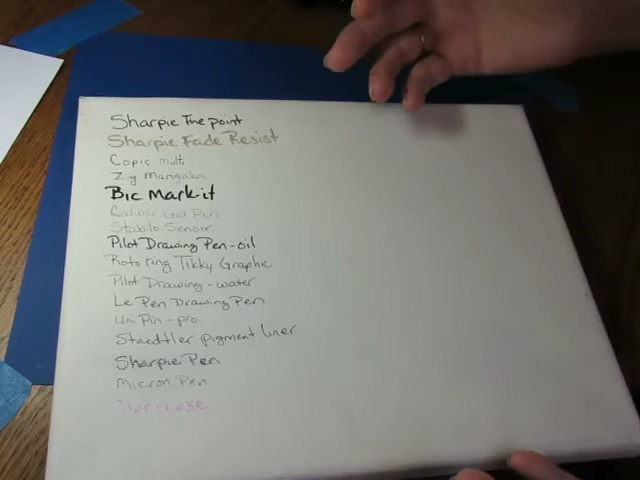 Sharpie Fine point
Sharpie Fade Resist
Copic multi
Zig Mangaka
Bic Mark it
Caliber Gel Pen
Stabilo Sensor
Pilot Drawing Pen-oil
Rotoring Tikky Graphic
Pilot Drawing - water
Le Pen Drawing Pen
Uni Pin - pro
Staedtler pigment liner
Sharpie Pen
Micron Pen